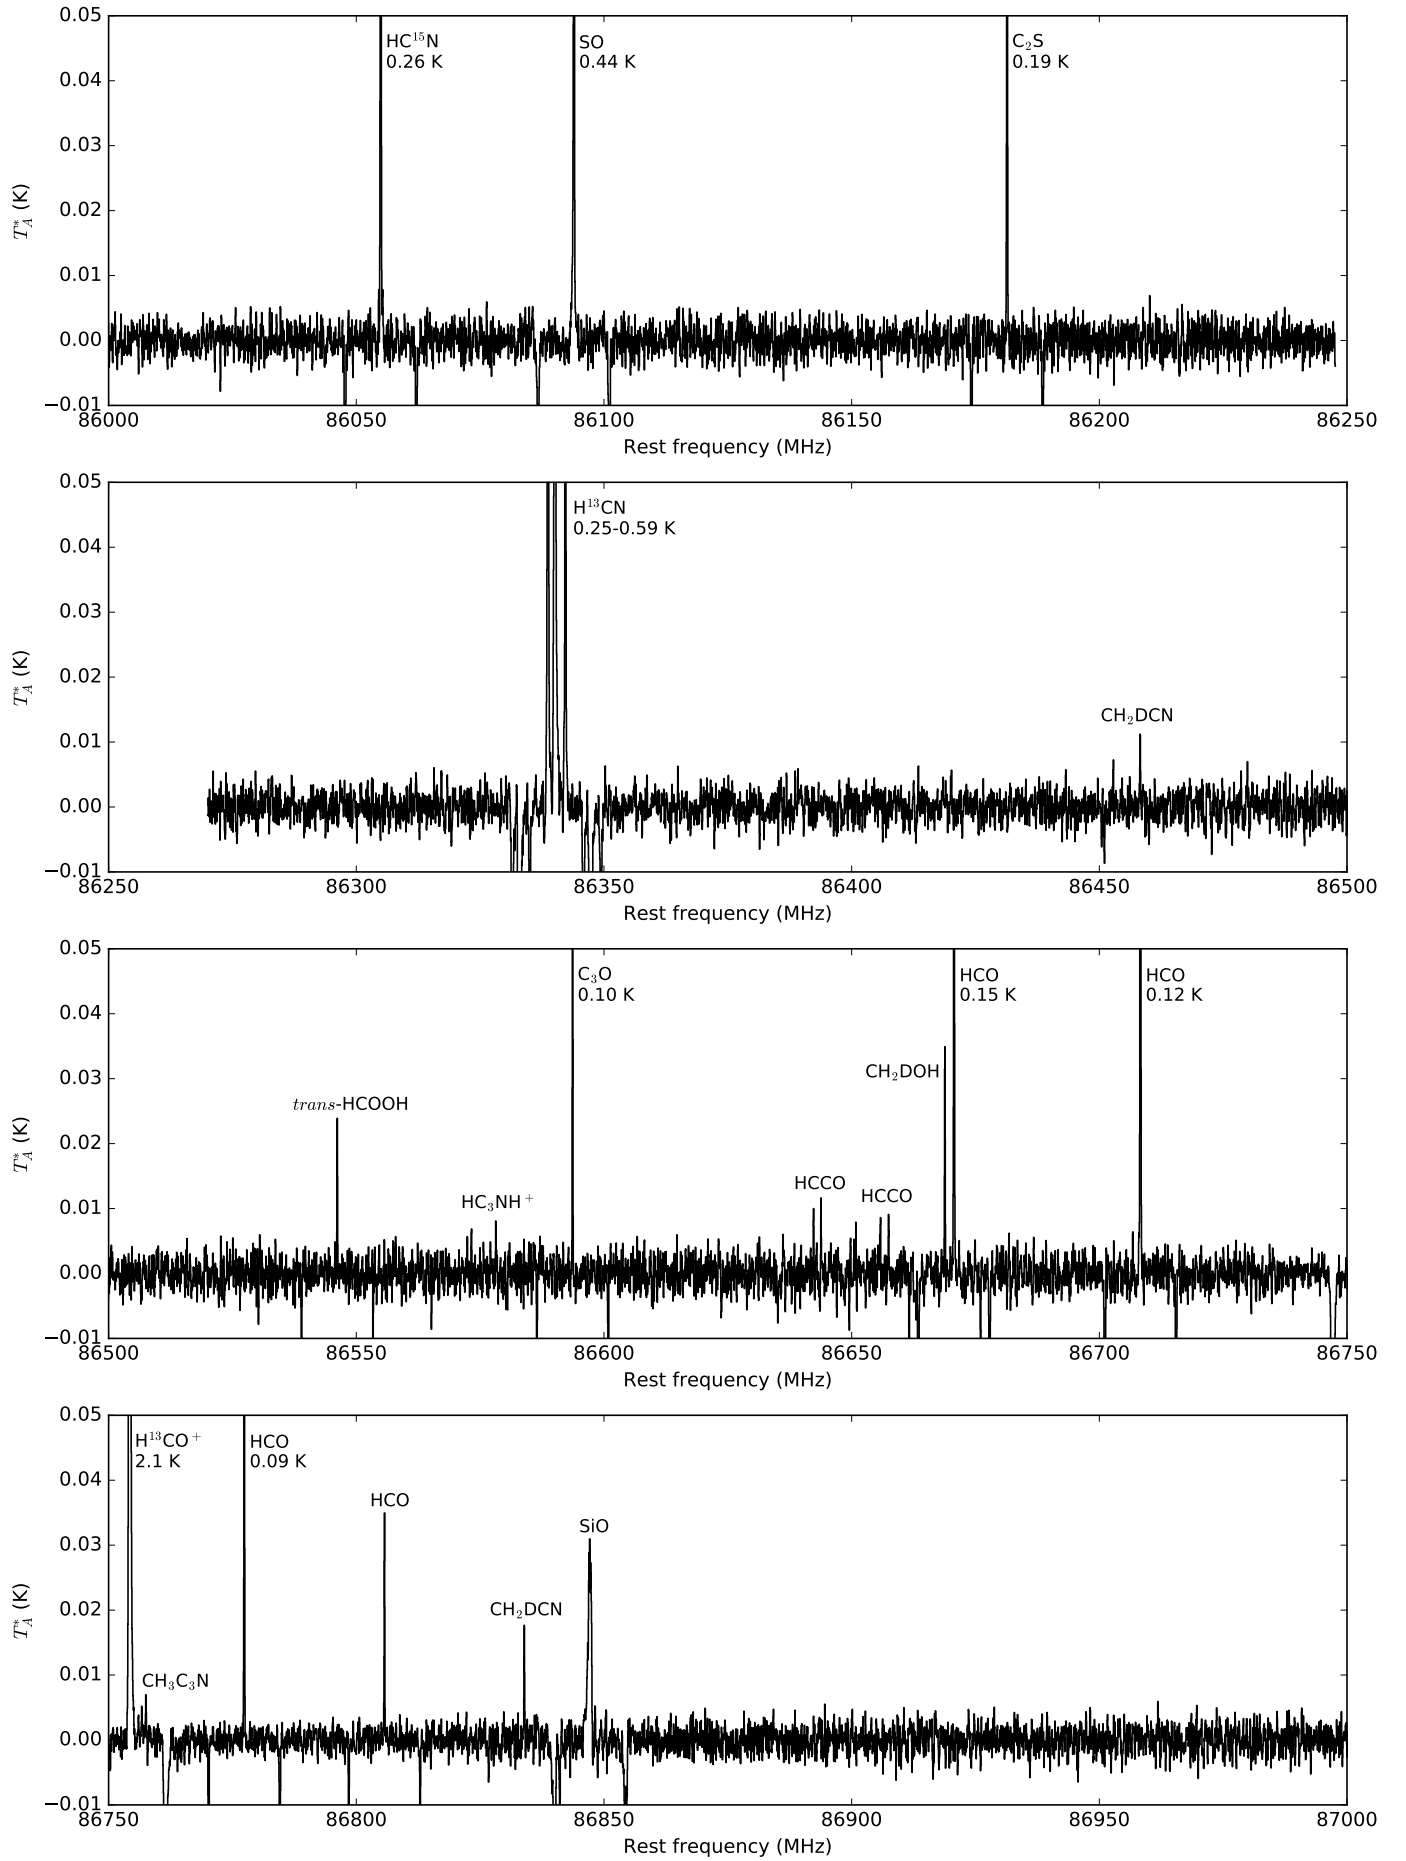 0.05
HC¹⁵N
0.26 K
SO
0.44 K
C₂S
0.19 K
0.04
0.03
0.02
0.01
0.00
−0.01
T*A (K)
86000 86050 86100 86150 86200 86250
Rest frequency (MHz)
0.05
H¹³CN
0.25-0.59 K
0.04
0.03
0.02
CH₂DCN
0.01
0.00
−0.01
T*A (K)
86250 86300 86350 86400 86450 86500
Rest frequency (MHz)
0.05
C₃O
0.10 K
HCO
0.15 K
HCO
0.12 K
0.04
CH₂DOH
0.03
trans-HCOOH
0.02
HCCO
HCCO
HC₃NH⁺
0.01
0.00
−0.01
T*A (K)
86500 86550 86600 86650 86700 86750
Rest frequency (MHz)
0.05
H¹³CO⁺
2.1 K
HCO
0.09 K
0.04
HCO
SiO
0.03
0.02
CH₂DCN
CH₃C₃N
0.01
0.00
−0.01
T*A (K)
86750 86800 86850 86900 86950 87000
Rest frequency (MHz)